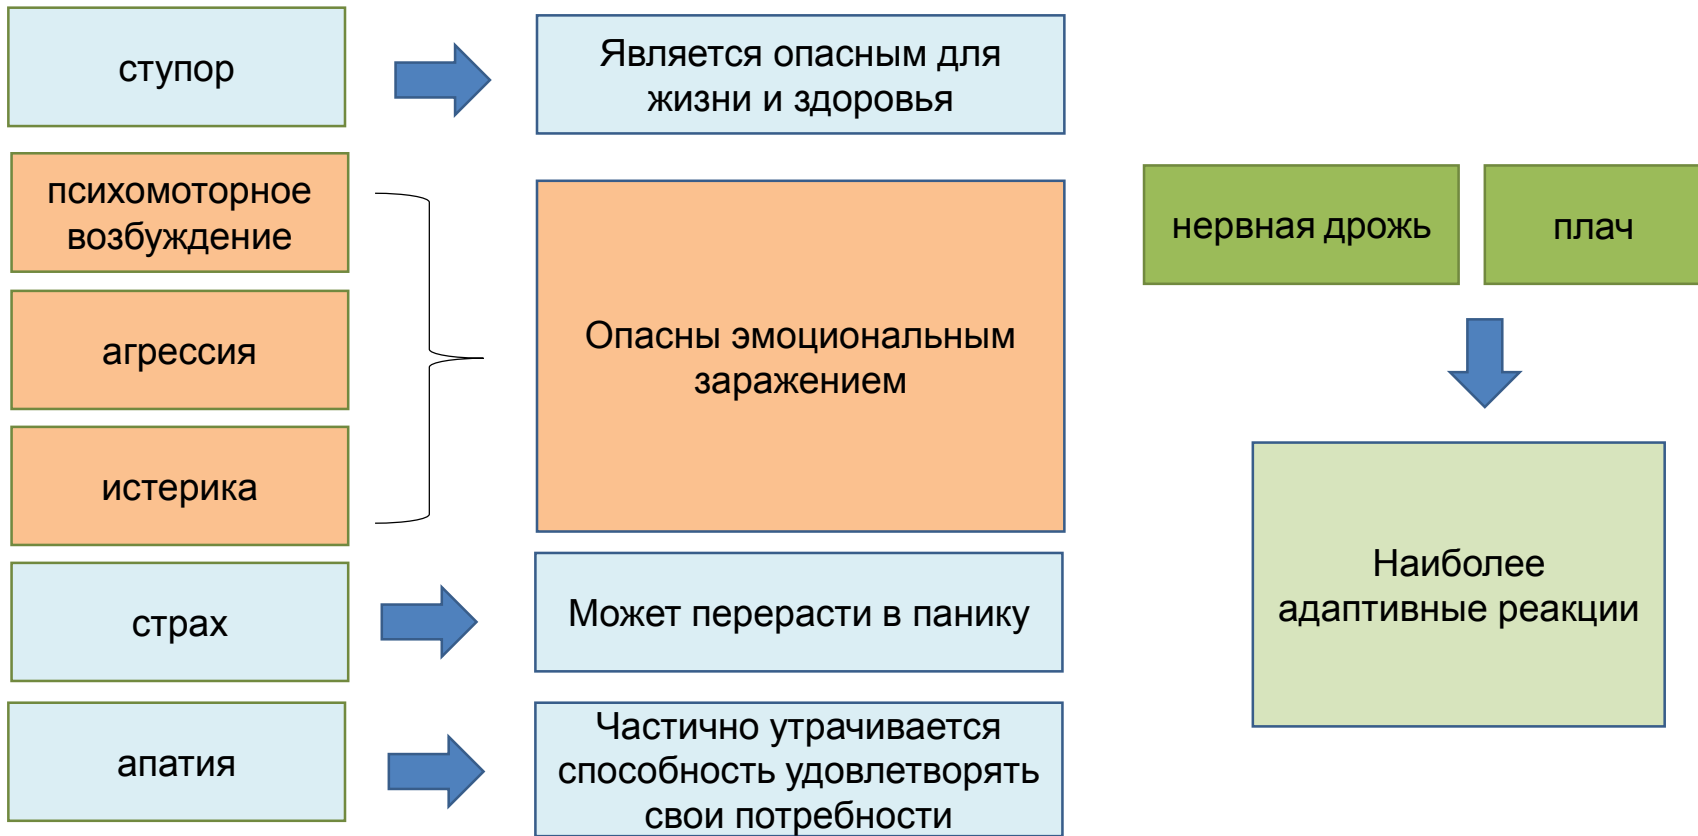 ступор
Является опасным для
жизни и здоровья
психомоторное
возбуждение
агрессия
истерика
Опасны эмоциональным
заражением
страх
Может перерасти в панику
апатия
Частично утрачивается
способность удовлетворять
свои потребности
нервная дрожь
плач
Наиболее
адаптивные реакции